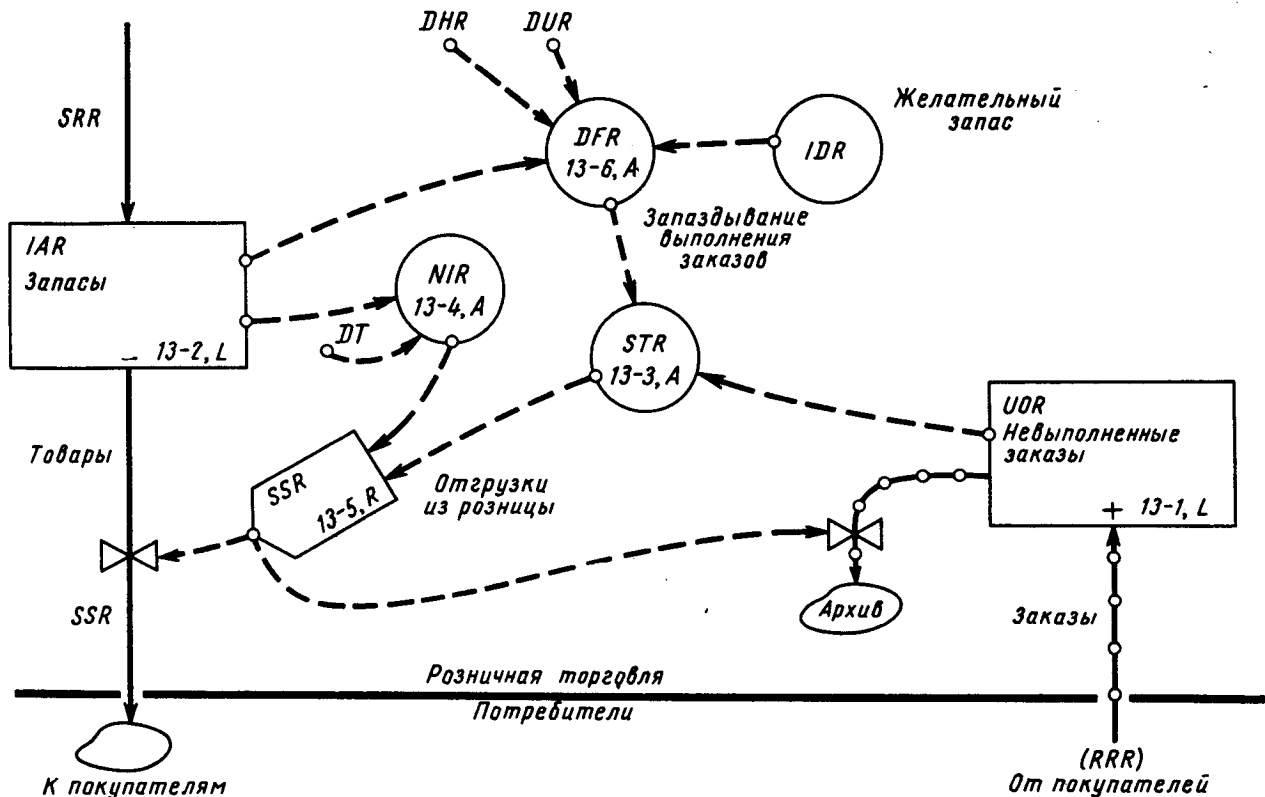 DHR
DUR
SRR
Желательный
запас
DFR
13-6, A
IDR
Запаздывание
выполнения
заказов
IAR
Запасы
13-2, L
NIR
13-4, A
DT
STR
13-3, A
UOR
Невыполненные
заказы
+ 13-1, L
Товары
SSR
13-5, R
Отгрузки
из розницы
SSR
Архив
Заказы
Розничная торговля
Потребители
К покупателям
(RRR)
От покупателей